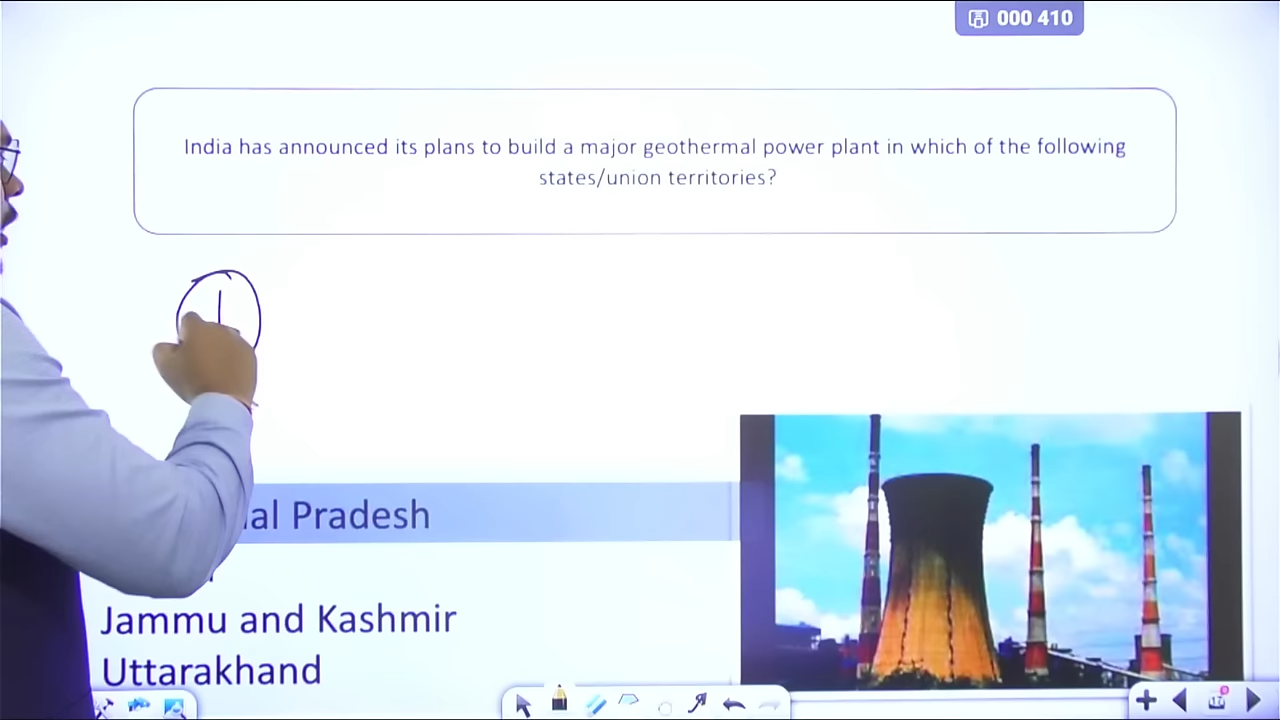 000 410
India has announced its plans to build a major geothermal power plant in which of the following
states/union territories?
Pradesh
Jammu and Kashmir
Uttarakhand